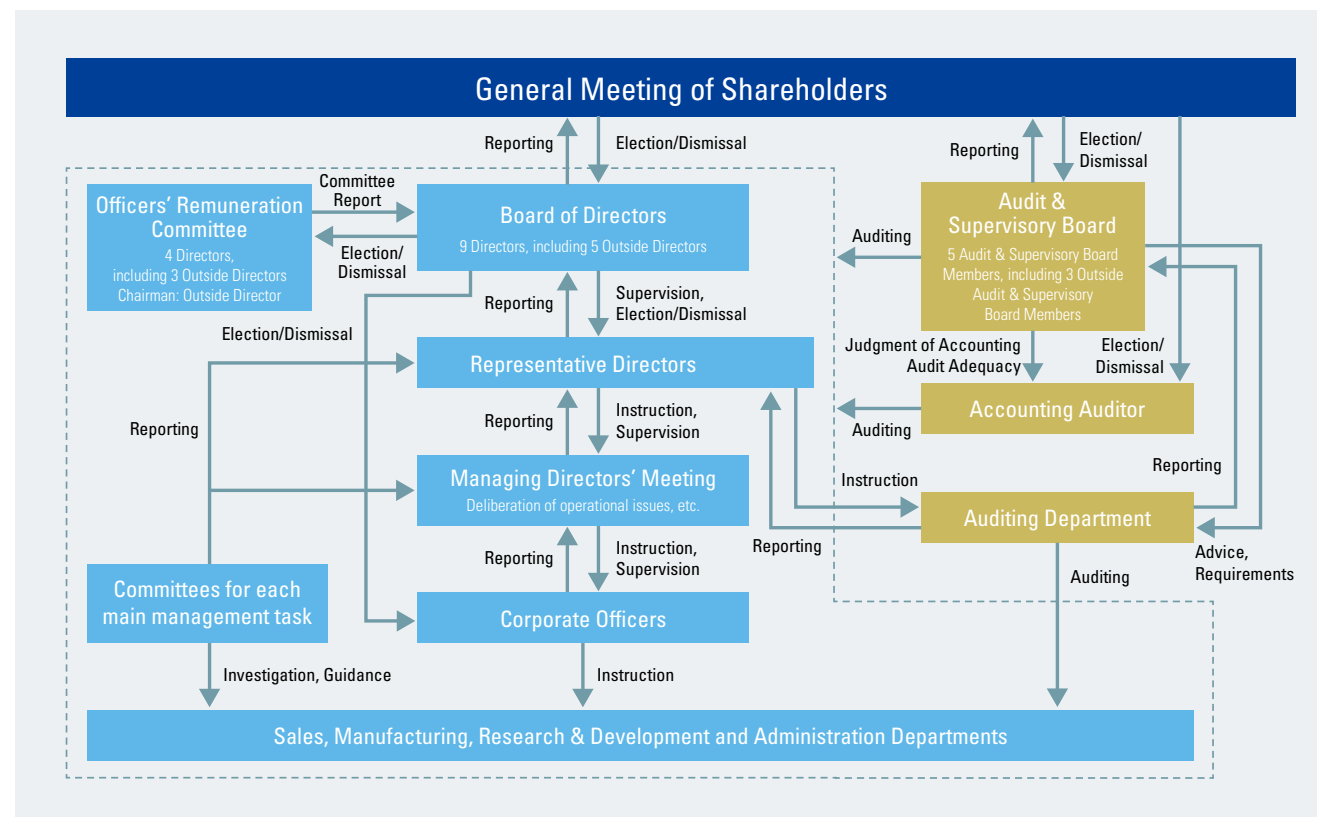 General Meeting of Shareholders
Reporting
Election/Dismissal
Reporting
Election/
Dismissal
Officers’ Remuneration
Committee
4 Directors,
including 3 Outside Directors
Chairman: Outside Director
Committee
Report
Election/
Dismissal
Board of Directors
9 Directors, including 5 Outside Directors
Auditing
Audit &
Supervisory Board
5 Audit & Supervisory Board
Members, including 3 Outside
Audit & Supervisory
Board Members
Reporting
Supervision,
Election/Dismissal
Election/Dismissal
Representative Directors
Judgment of Accounting
Audit Adequacy
Election/
Dismissal
Accounting Auditor
Auditing
Reporting
Reporting
Instruction,
Supervision
Managing Directors’ Meeting
Deliberation of operational issues, etc.
Instruction
Reporting
Auditing Department
Reporting
Advice,
Requirements
Reporting
Instruction,
Supervision
Auditing
Committees for each
main management task
Corporate Officers
Investigation, Guidance
Instruction
Sales, Manufacturing, Research & Development and Administration Departments